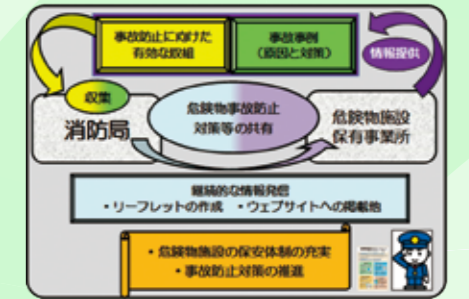 事故防止にむけた
有効な取組
事故事例
（原因と対策）
情報提供
収集
消防局
危険物事故防止
対策等の共有
危険物施設
保有事業所
継続的な情報発信
・リーフレットの作成　・ウェブサイトへの掲載他
・危険物施設の保安体制の充実
・事故防止対策の推進